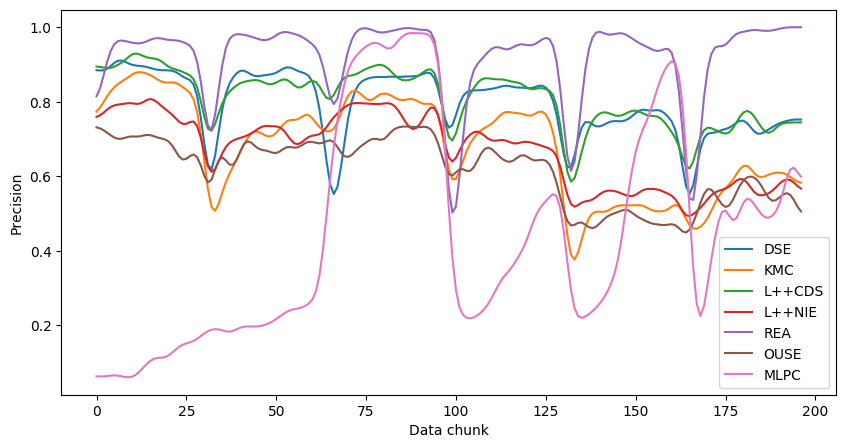 1.0
0.8
0.6
0.4
0.2
Precision
0 25 50 75 100 125 150 175 200
Data chunk
DSE
KMC
L++CDS
L++NIE
REA
OUSE
MLPC